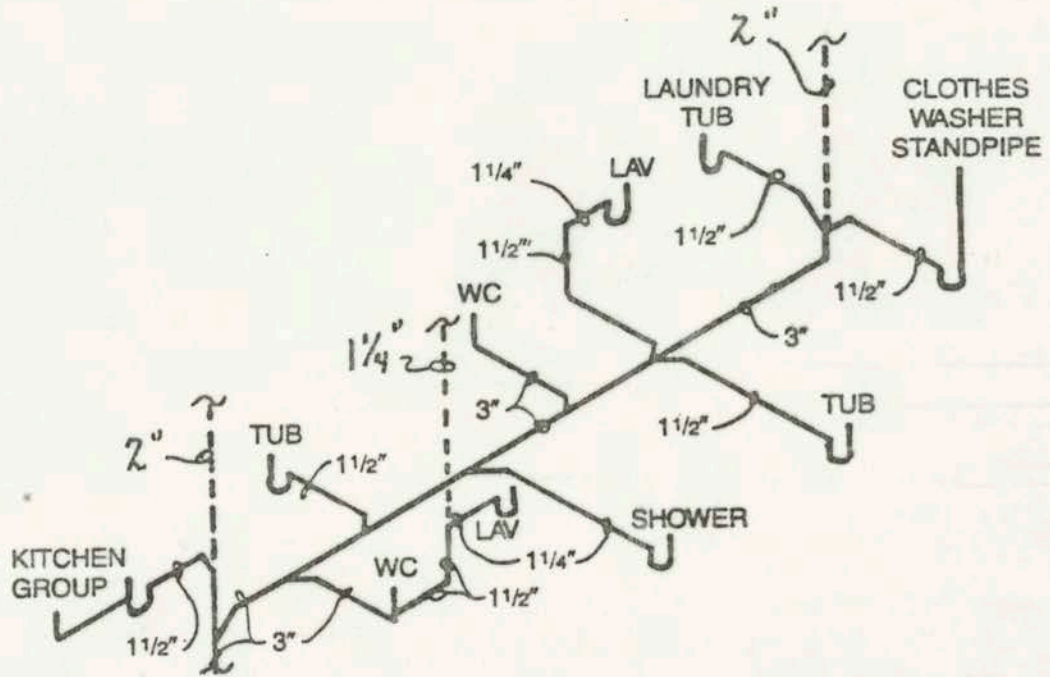 2"
LAUNDRY
TUB
CLOTHES
WASHER
STANDPIPE
1 1/4"
LAV
1 1/2"
1 1/2"'
1 1/2"
WC
1 1/4"
3"
3"
2"
TUB
1 1/2"
1 1/2"
TUB
KITCHEN
GROUP
LAV
SHOWER
WC
1 1/4"
1 1/2"
1 1/2"
3"